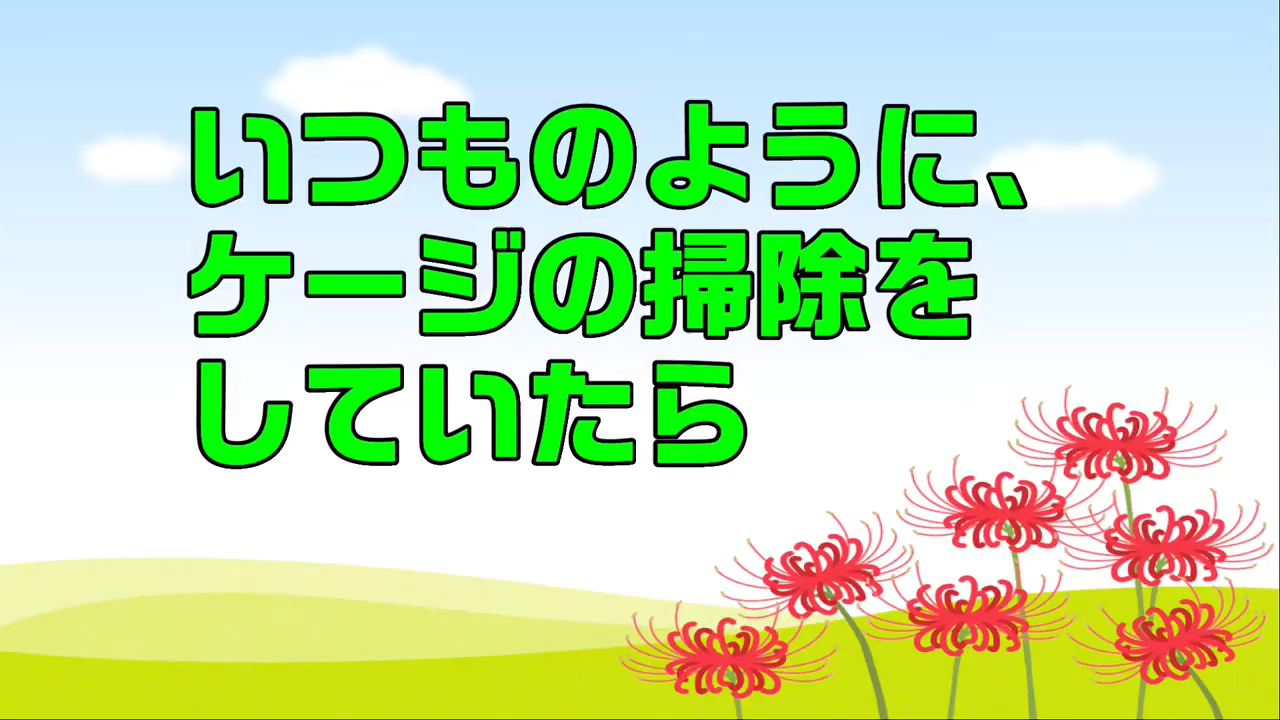 いつものように、
ケージの掃除を
していたら